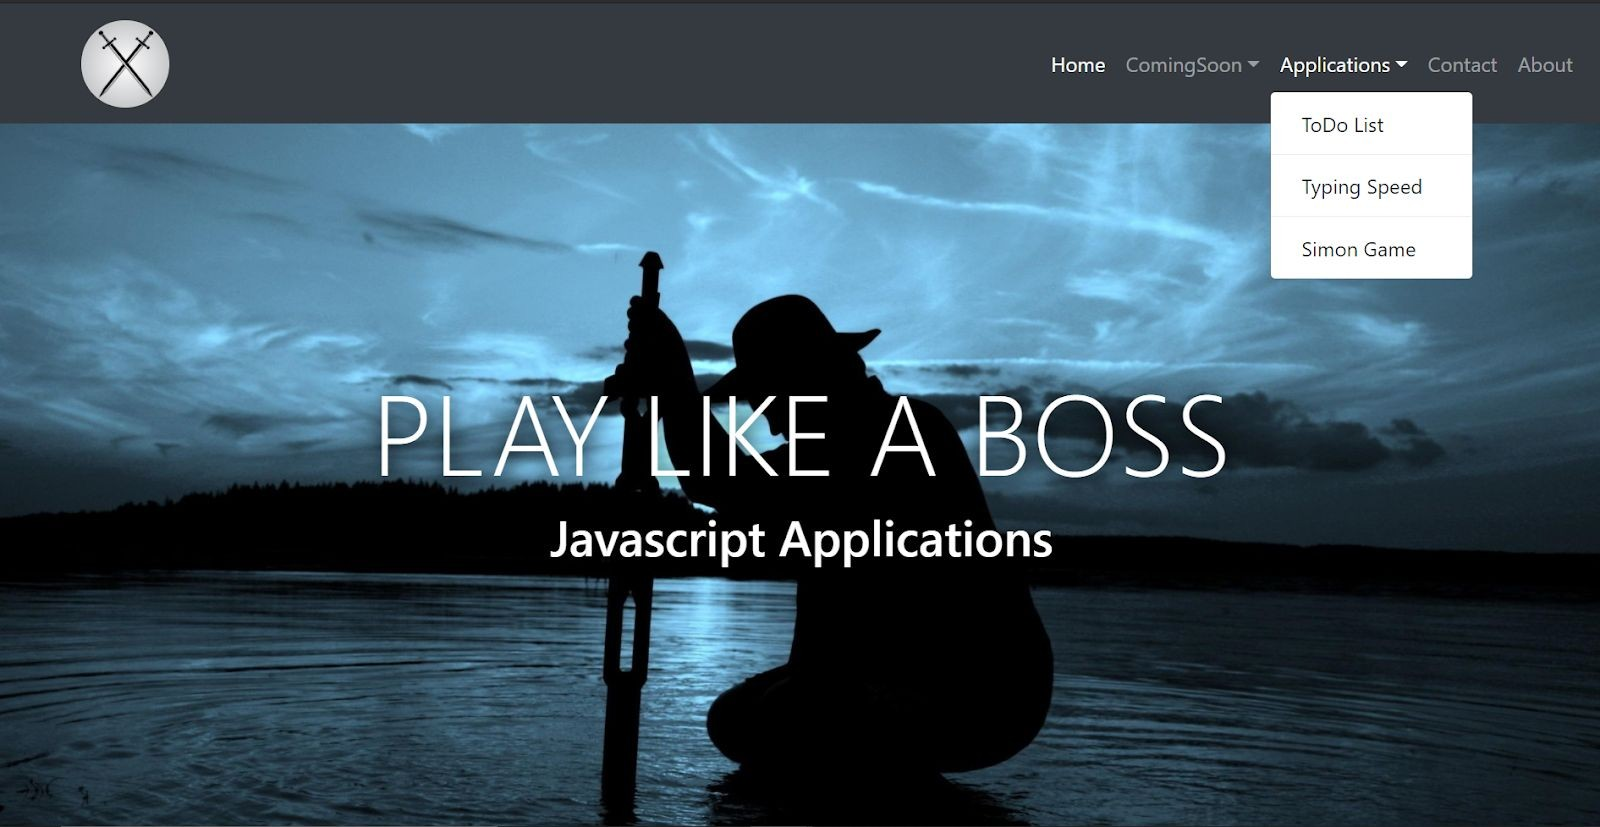 Home ComingSoon Applications Contact About
ToDo List
Typing Speed
Simon Game
PLAY LIKE A BOSS
Javascript Applications